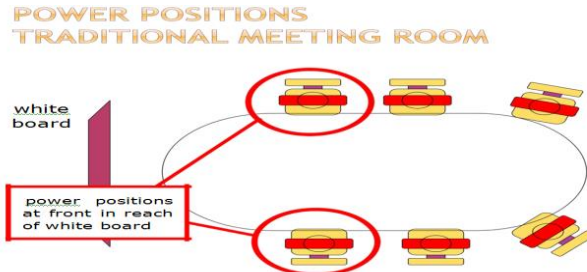 POWER POSITIONS
TRADITIONAL MEETING ROOM
white
board
power positions
at front in reach
of white board